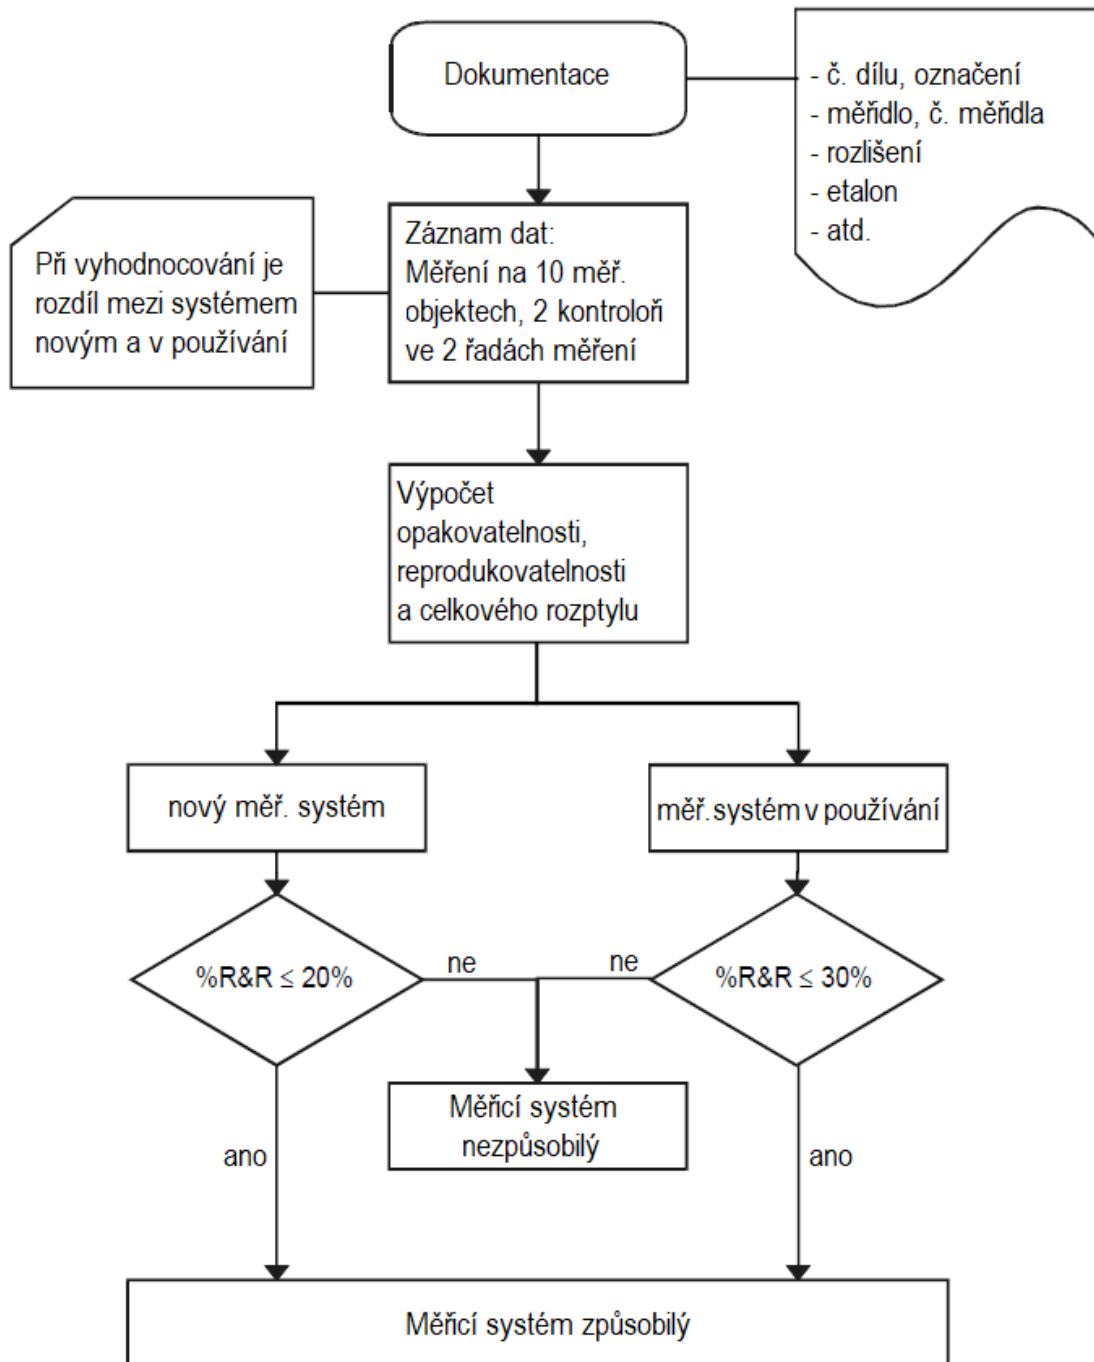 Dokumentace
- č. dílu, označení
- měřidlo, č. měřidla
- rozlišení
- etalon
- atd.
Při vyhodnocování je
rozdíl mezi systémem
novým a v používání
Záznam dat:
Měření na 10 měř.
objektech, 2 kontroloři
ve 2 řadách měření
Výpočet
opakovatelnosti,
reprodukovatelnosti
a celkového rozptylu
nový měř. systém
měř. systém v používání
%R&R ≤ 20%
ne
ne
%R&R ≤ 30%
Měřicí systém
nezpůsobilý
ano
ano
Měřicí systém způsobilý